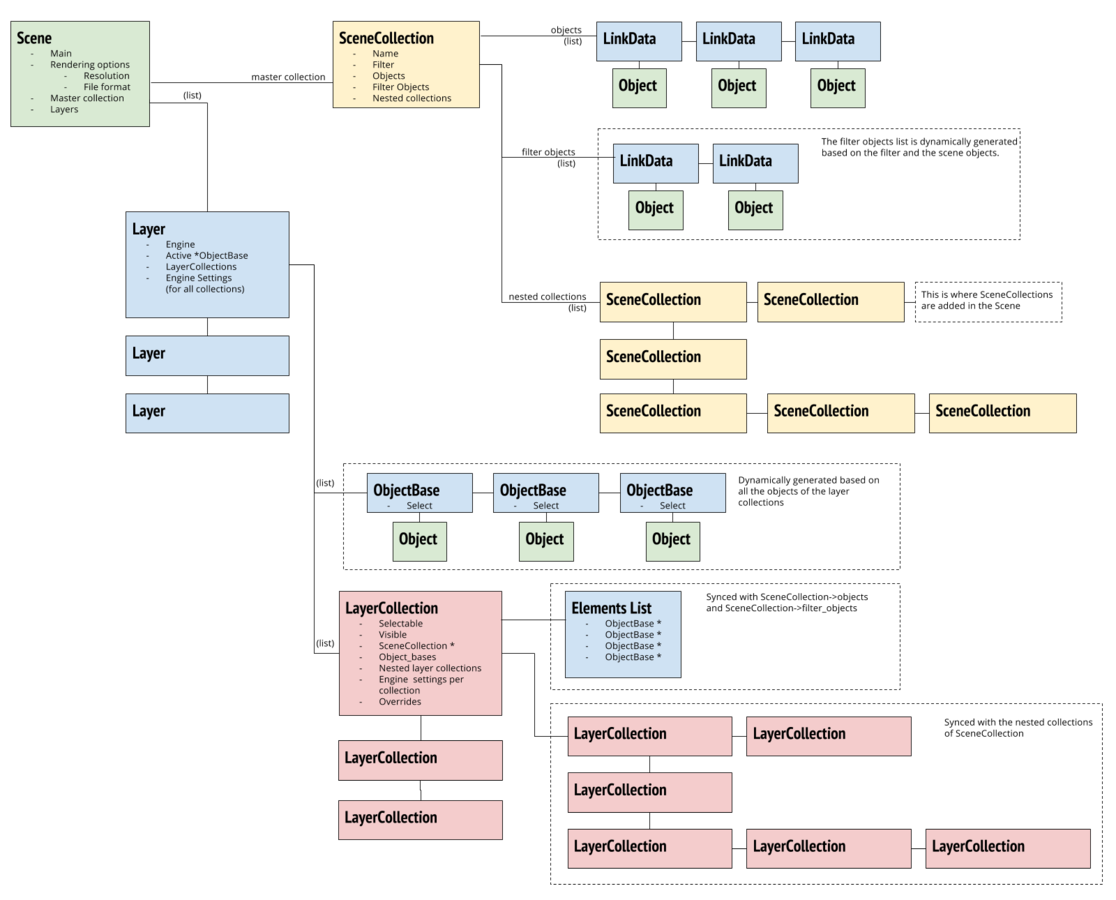 Scene
- Main
- Rendering options
- Resolution
- File format
- Master collection
- Layers
master collection
(list)
SceneCollection
- Name
- Filter
- Objects
- Filter Objects
- Nested collections
objects
(list)
LinkData
LinkData
LinkData
Object
Object
Object
filter objects
(list)
LinkData
LinkData
Object
Object
The filter objects list is dynamically generated
based on the filter and the scene objects.
nested collections
(list)
SceneCollection
SceneCollection
This is where SceneCollections
are added in the Scene
SceneCollection
SceneCollection
SceneCollection
SceneCollection
Layer
- Engine
- Active *ObjectBase
- LayerCollections
- Engine Settings
(for all collections)
Layer
Layer
(list)
ObjectBase
- Select
ObjectBase
- Select
ObjectBase
- Select
Object
Object
Object
Dynamically generated based on
all the objects of the layer
collections
(list)
LayerCollection
- Selectable
- Visible
- SceneCollection *
- Object_bases
- Nested layer collections
- Engine settings per
collection
- Overrides
LayerCollection
LayerCollection
Elements List
- ObjectBase *
- ObjectBase *
- ObjectBase *
- ObjectBase *
Synced with SceneCollection->objects
and SceneCollection->filter_objects
LayerCollection
LayerCollection
Synced with the nested collections
of SceneCollection
LayerCollection
LayerCollection
LayerCollection
LayerCollection